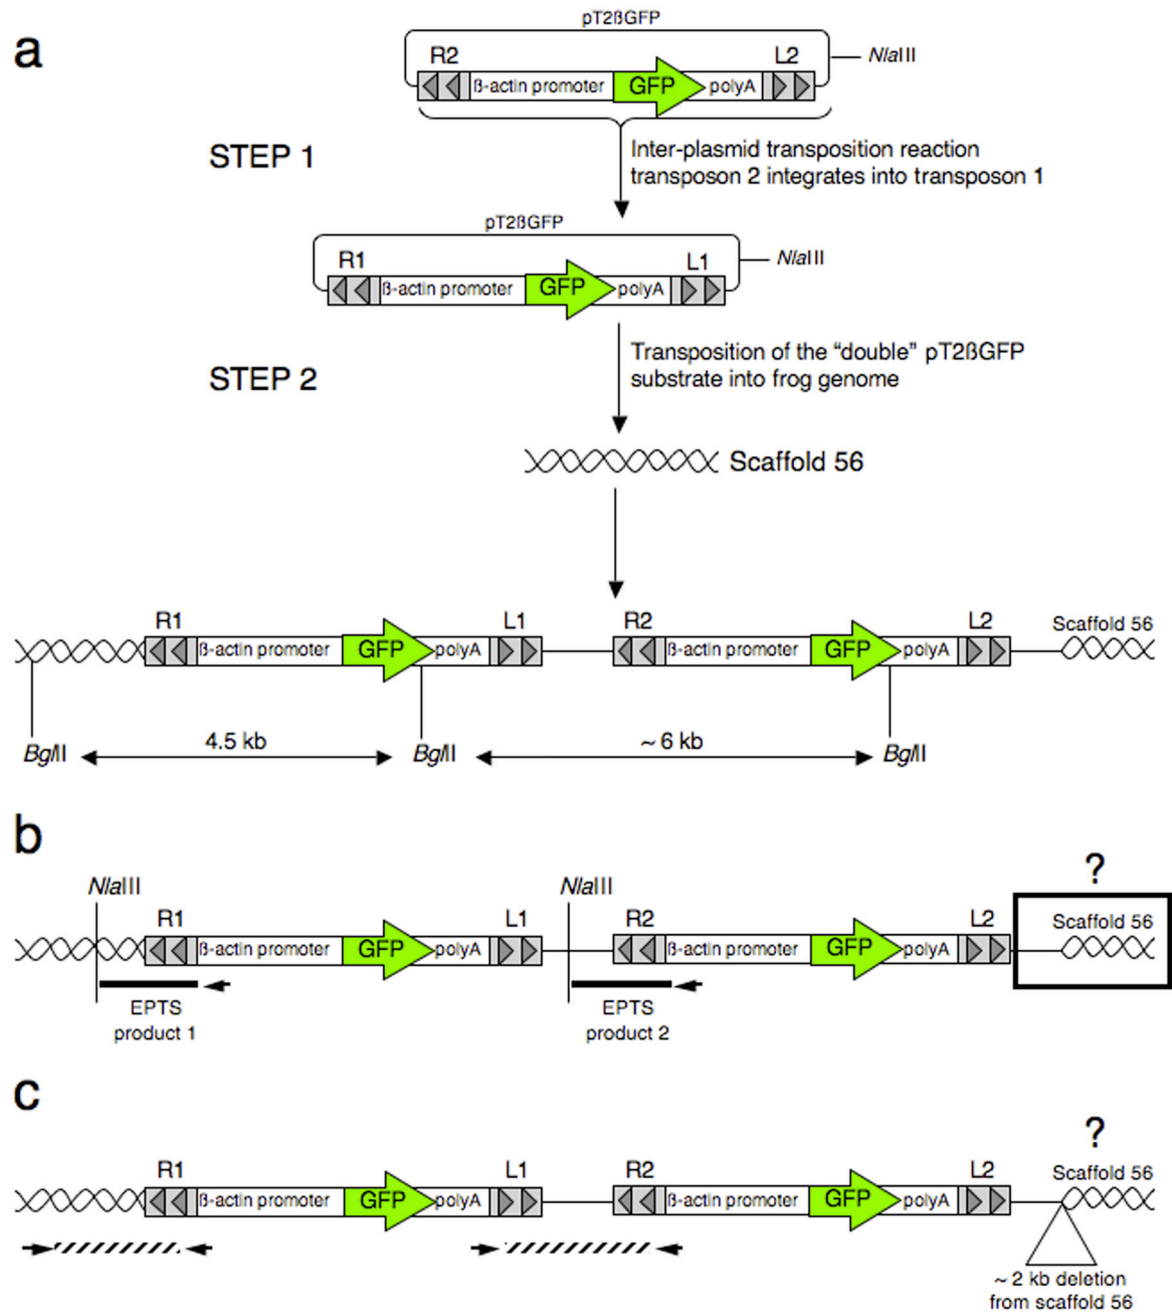 a
pT2ßGFP
R2
L2
NlaIII
ß-actin promoter
GFP
polyA
STEP 1
Inter-plasmid transposition reaction
transposon 2 integrates into transposon 1
pT2ßGFP
R1
L1
NlaIII
ß-actin promoter
GFP
polyA
STEP 2
Transposition of the “double” pT2ßGFP
substrate into frog genome
Scaffold 56
R1
L1
R2
L2
Scaffold 56
ß-actin promoter
GFP
polyA
ß-actin promoter
GFP
polyA
BglII
4.5 kb
BglII
~ 6 kb
BglII
b
NlaIII
NlaIII
?
R1
L1
R2
L2
Scaffold 56
ß-actin promoter
GFP
polyA
ß-actin promoter
GFP
polyA
EPTS
product 1
EPTS
product 2
c
?
R1
L1
R2
L2
Scaffold 56
ß-actin promoter
GFP
polyA
ß-actin promoter
GFP
polyA
~ 2 kb deletion
from scaffold 56